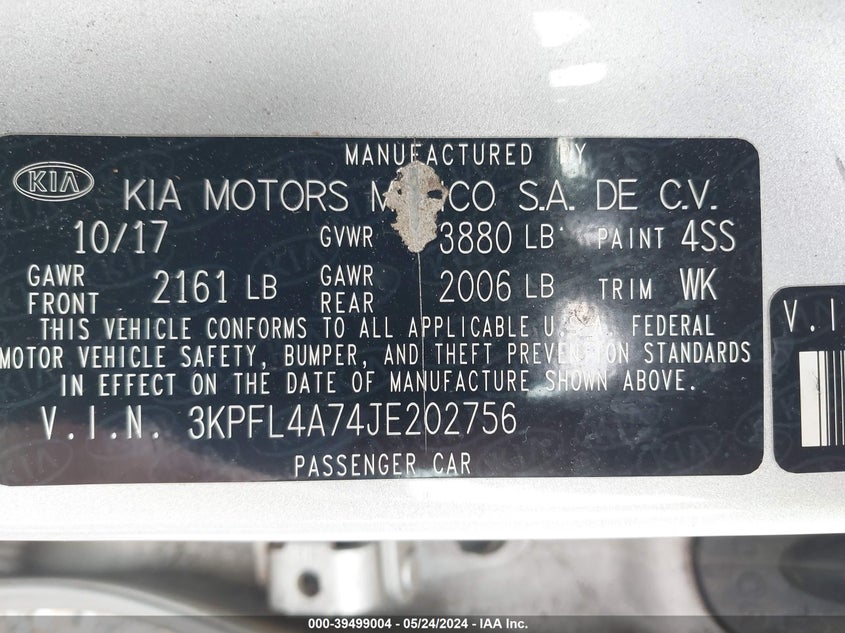 MANUFACTURED BY
KIA KIA MOTORS M CO S.A. DE C.V.
10/17 GVWR 3880 LB PAINT 4SS
GAWR FRONT 2161 LB GAWR REAR 2006 LB TRIM WK
THIS VEHICLE CONFORMS TO ALL APPLICABLE U.S.A. FEDERAL
MOTOR VEHICLE SAFETY, BUMPER, AND THEFT PREVENTION STANDARDS
IN EFFECT ON THE DATE OF MANUFACTURE SHOWN ABOVE.
V.I.N. 3KPFL4A74JE202756
PASSENGER CAR
V.I
000-39499004 - 05/24/2024 - IAA Inc.